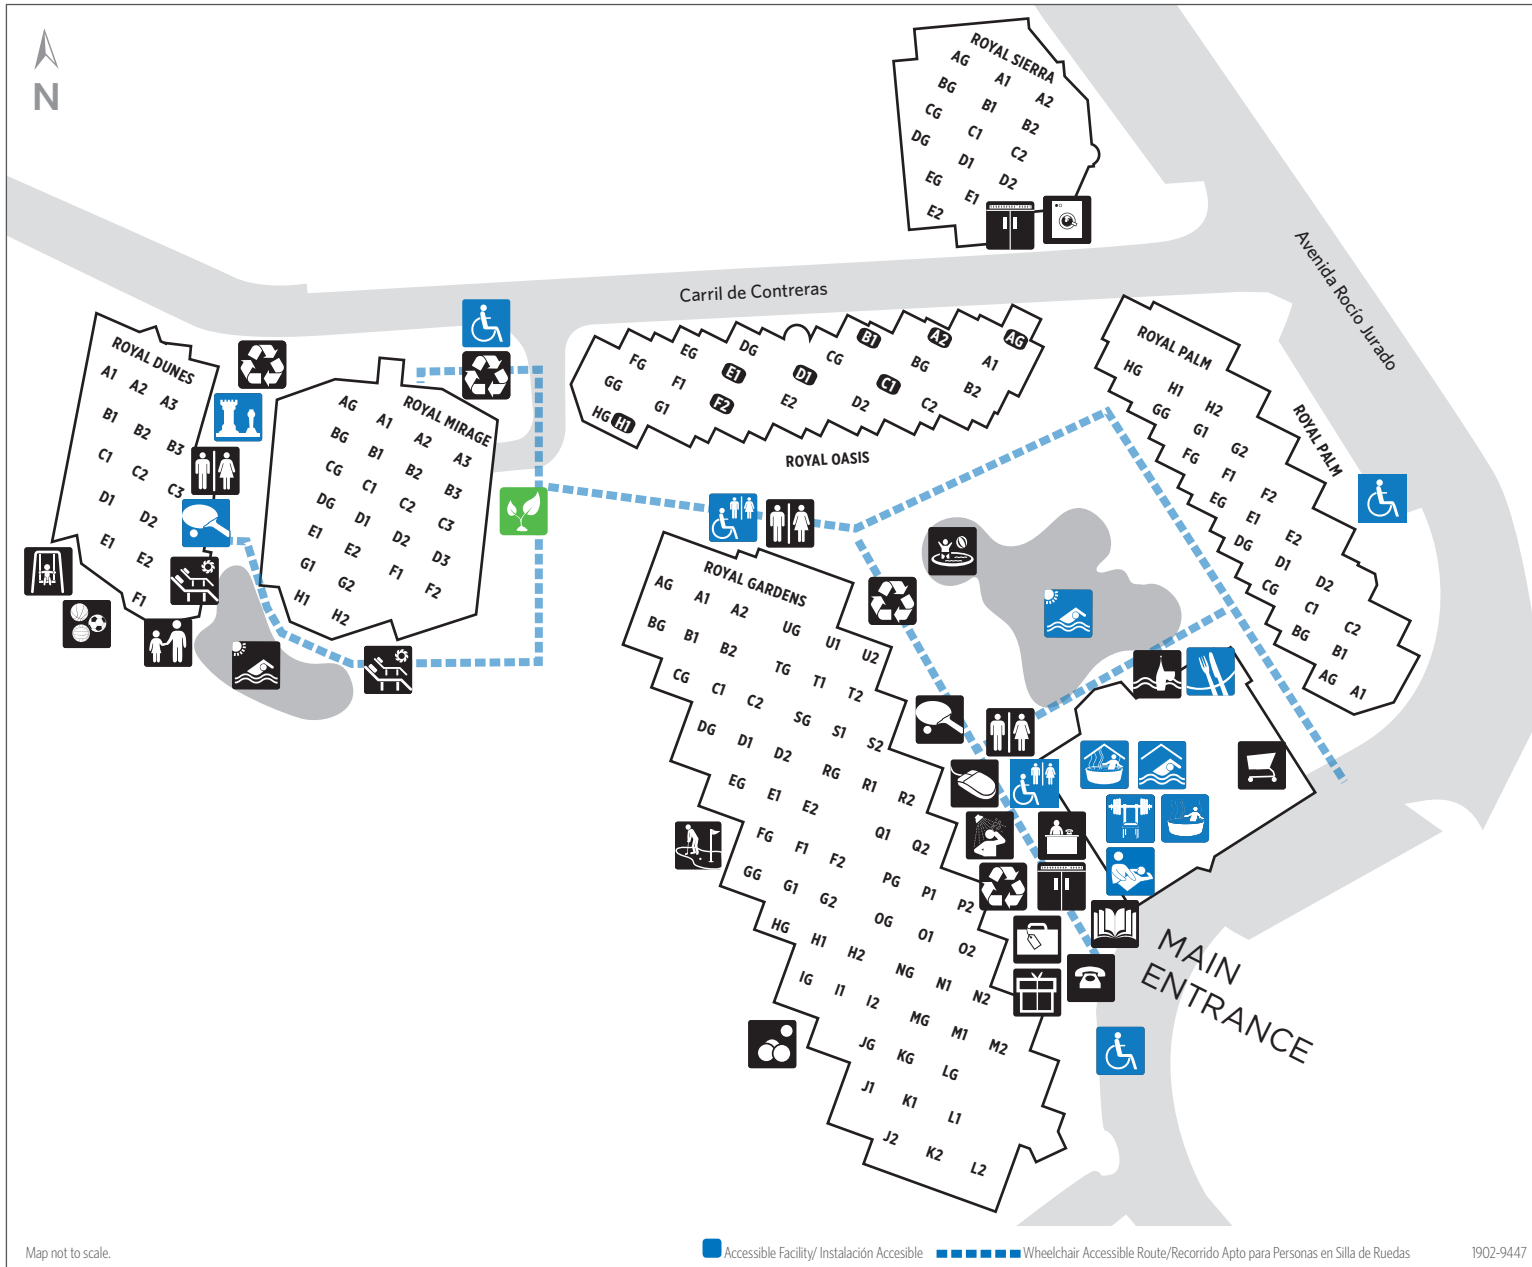 N
ROYAL SIERRA
AG A1 A2
BG B1 B2
CG C1 C2
DG D1 D2
EG E1
E2
Avenida Rocío Jurado
Carril de Contreras
ROYAL DUNES
A1 A2 A3
B1 B2 B3
C1 C2 C3
D1 D2
E1 E2
F1
ROYAL MIRAGE
AG A1 A2 A3
BG B1 B2 B3
CG C1 C2 C3
DG D1 D2 D3
E1 E2 F1 F2
G1 G2
H1 H2
FG EG DG CG B1 A2 AG
GG F1 E1 D1 C1 BG A1
HG H1 G1 F2 E2 D2 C2 B2
ROYAL OASIS
ROYAL PALM
HG H1 H2
GG G1 G2
FG F1 F2
EG E1 E2
DG D1 D2
CG C1 C2
BG B1
AG A1
ROYAL PALM
ROYAL GARDENS
AG A1 A2 UG U1 U2
BG B1 B2 TG T1 T2
CG C1 C2 SG S1 S2
DG D1 D2 RG R1 R2
EG E1 E2 Q1 Q2
FG F1 F2 PG P1 P2
GG G1 G2 OG O1 O2
HG H1 H2 NG N1 N2
IG I1 I2 MG M1 M2
JG KG LG
J1 K1 L1
J2 K2 L2
MAIN
ENTRANCE
Map not to scale.
Accessible Facility/ Instalación Accesible
Wheelchair Accessible Route/Recorrido Apto para Personas en Silla de Ruedas
1902-9447